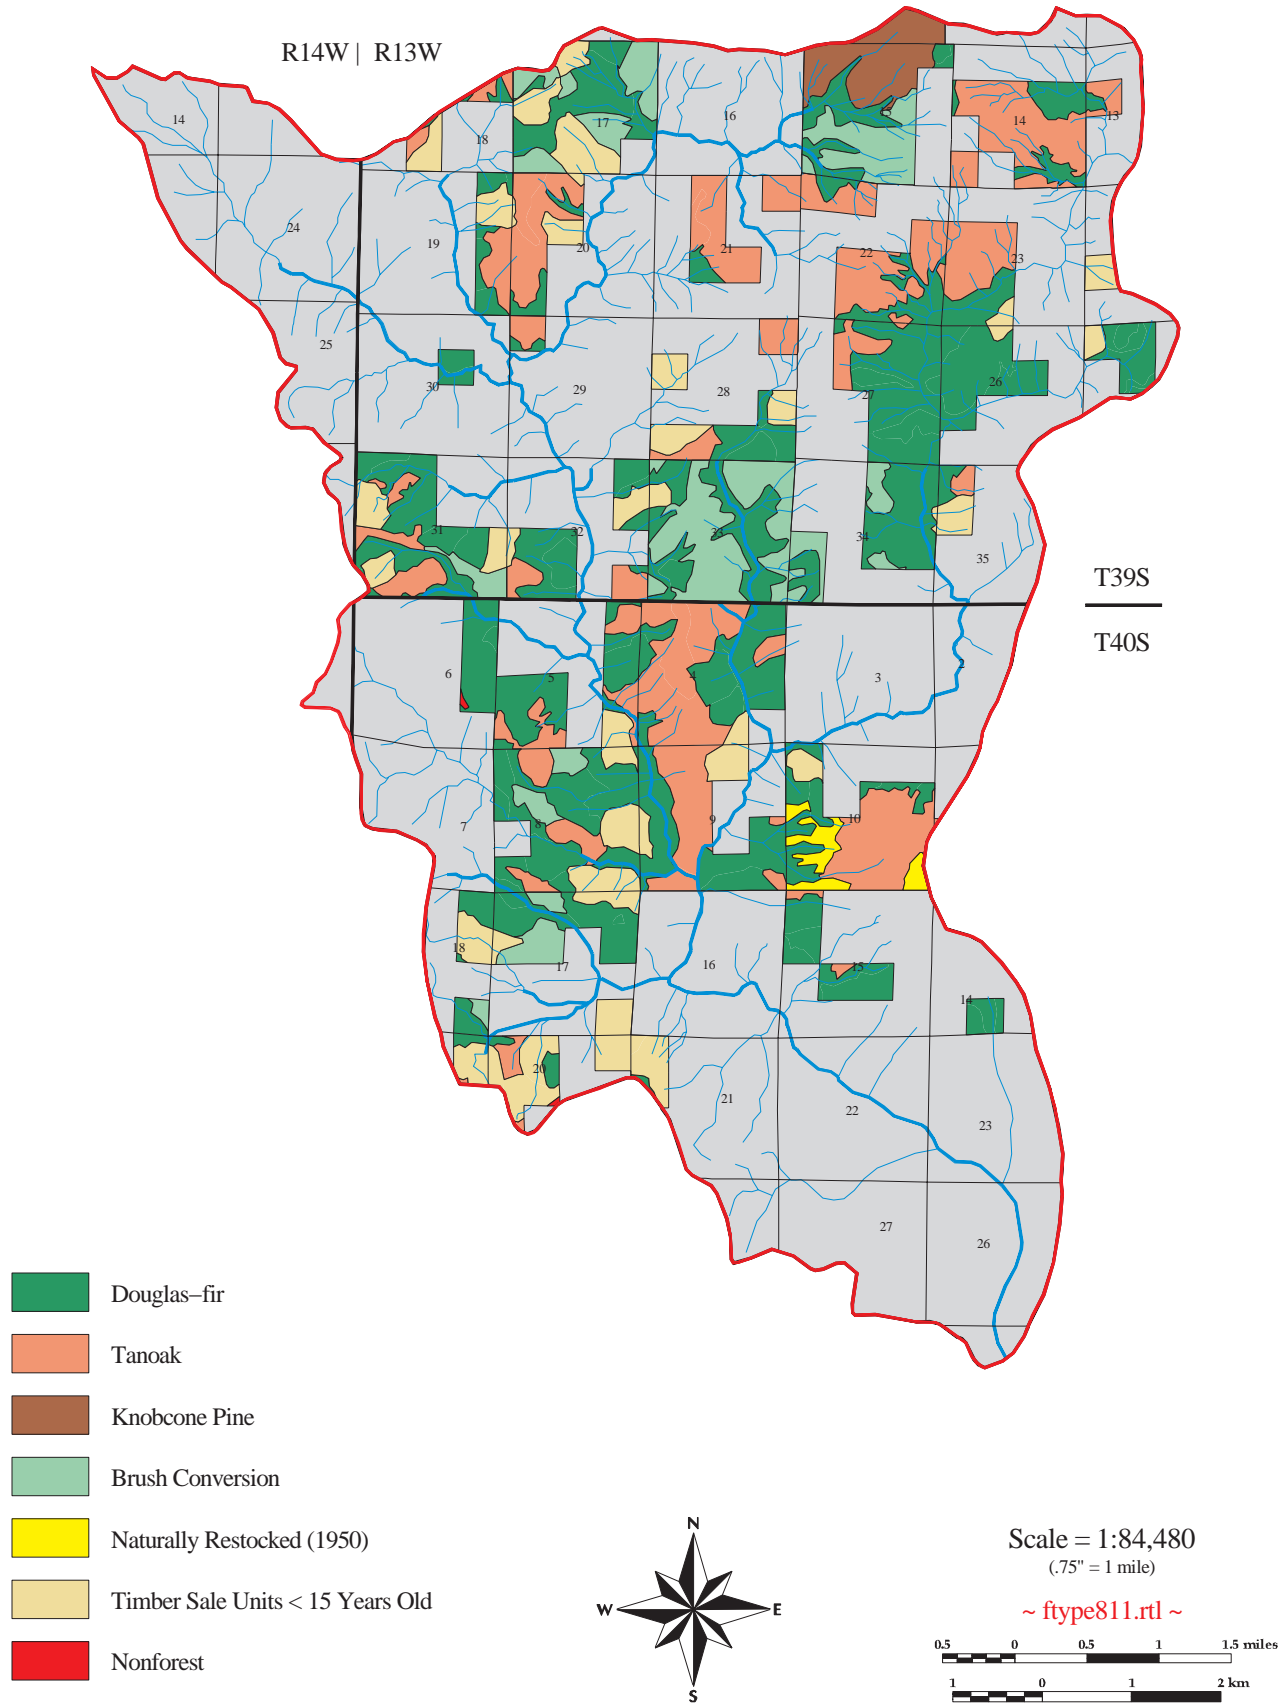 R14W | R13W
14
18
17
16
15
14
13
24
19
20
21
22
23
25
30
29
28
27
26
31
32
33
34
35
T39S
T40S
6
5
4
3
2
7
8
9
10
18
17
16
15
14
20
21
22
23
27
26
Douglas–fir
Tanoak
Knobcone Pine
Brush Conversion
Naturally Restocked (1950)
Timber Sale Units < 15 Years Old
Nonforest
N
W
E
S
Scale = 1:84,480
(.75" = 1 mile)
~ ftype811.rtl ~
0.5 0 0.5 1 1.5 miles
1 0 1 2 km